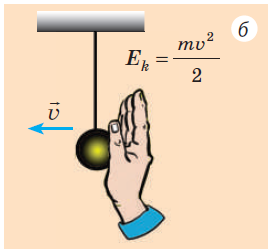 б
E_k = mv²/2
v⃗